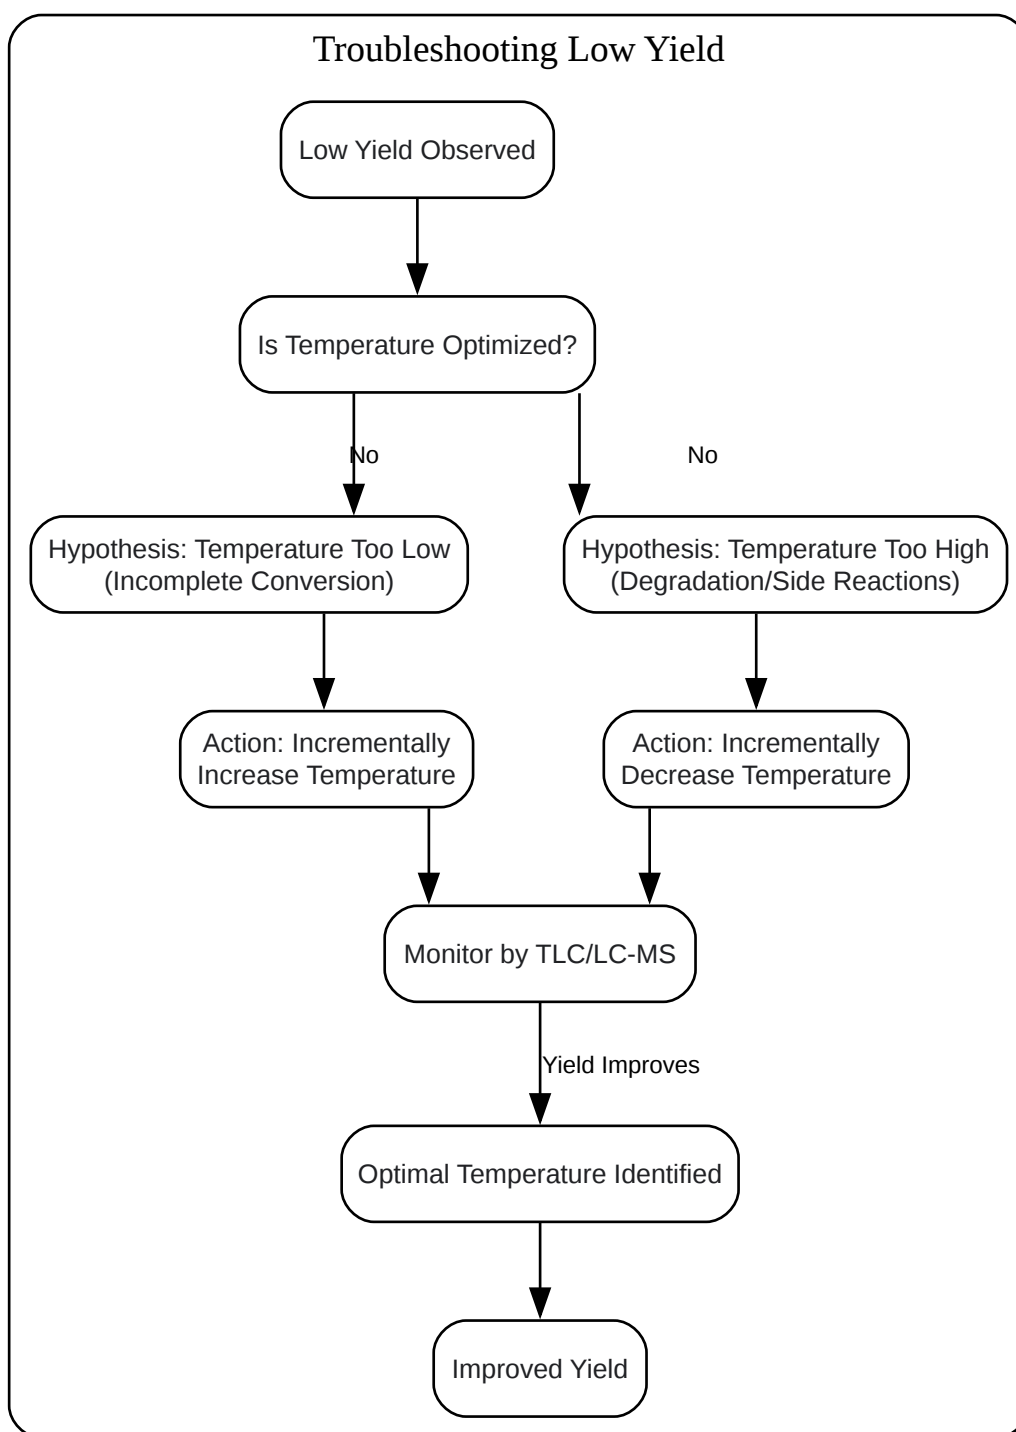 Troubleshooting Low Yield
Low Yield Observed
Is Temperature Optimized?
No
No
Hypothesis: Temperature Too Low
(Incomplete Conversion)
Hypothesis: Temperature Too High
(Degradation/Side Reactions)
Action: Incrementally
Increase Temperature
Action: Incrementally
Decrease Temperature
Monitor by TLC/LC-MS
Yield Improves
Optimal Temperature Identified
Improved Yield